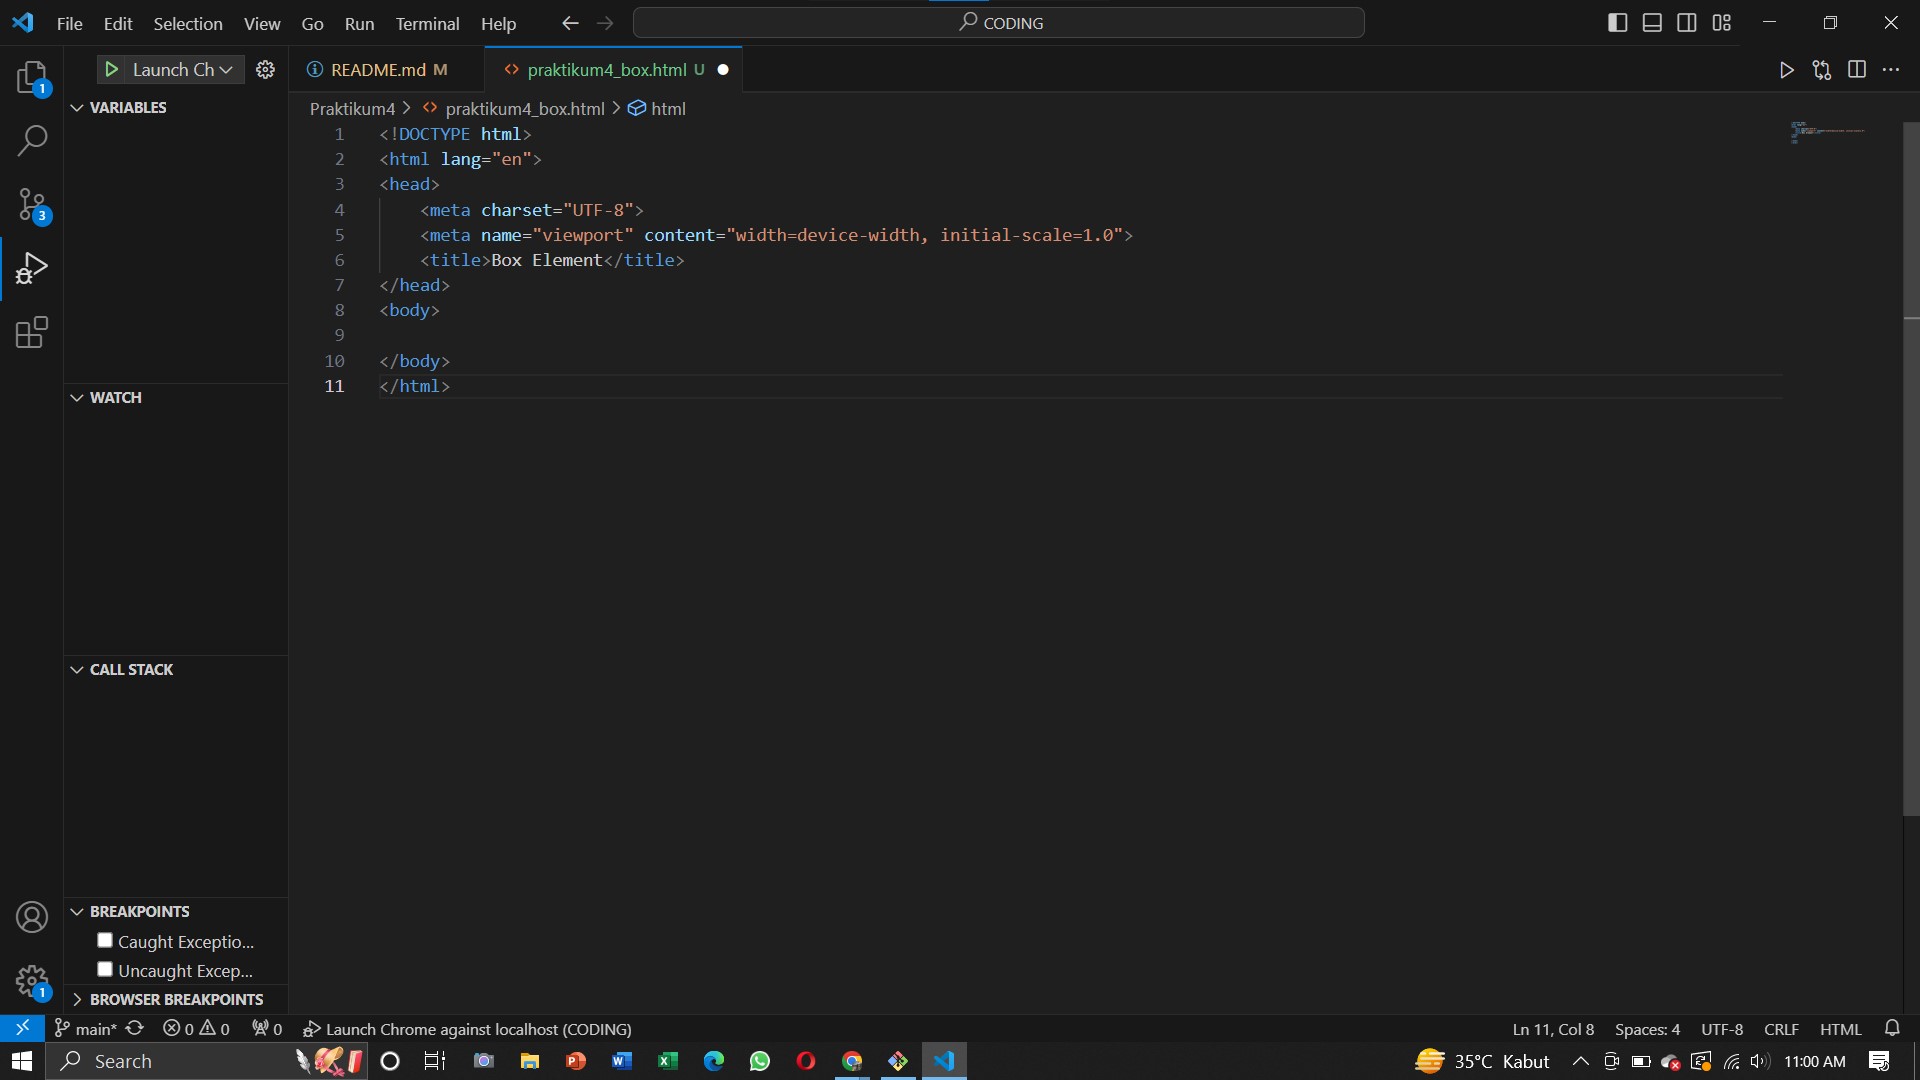 File Edit Selection View Go Run Terminal Help CODING
Launch Ch
README.md M praktikum4_box.html U
Praktikum4 > praktikum4_box.html > html
VARIABLES
WATCH
CALL STACK
BREAKPOINTS
Caught Exceptio...
Uncaught Excep...
BROWSER BREAKPOINTS
1
3
1
1 <!DOCTYPE html>
2 <html lang="en">
3 <head>
4 <meta charset="UTF-8">
5 <meta name="viewport" content="width=device-width, initial-scale=1.0">
6 <title>Box Element</title>
7 </head>
8 <body>
9
10 </body>
11 </html>
main* 0 0 0 Launch Chrome against localhost (CODING) Ln 11, Col 8 Spaces: 4 UTF-8 CRLF HTML
Search 35°C Kabut 11:00 AM